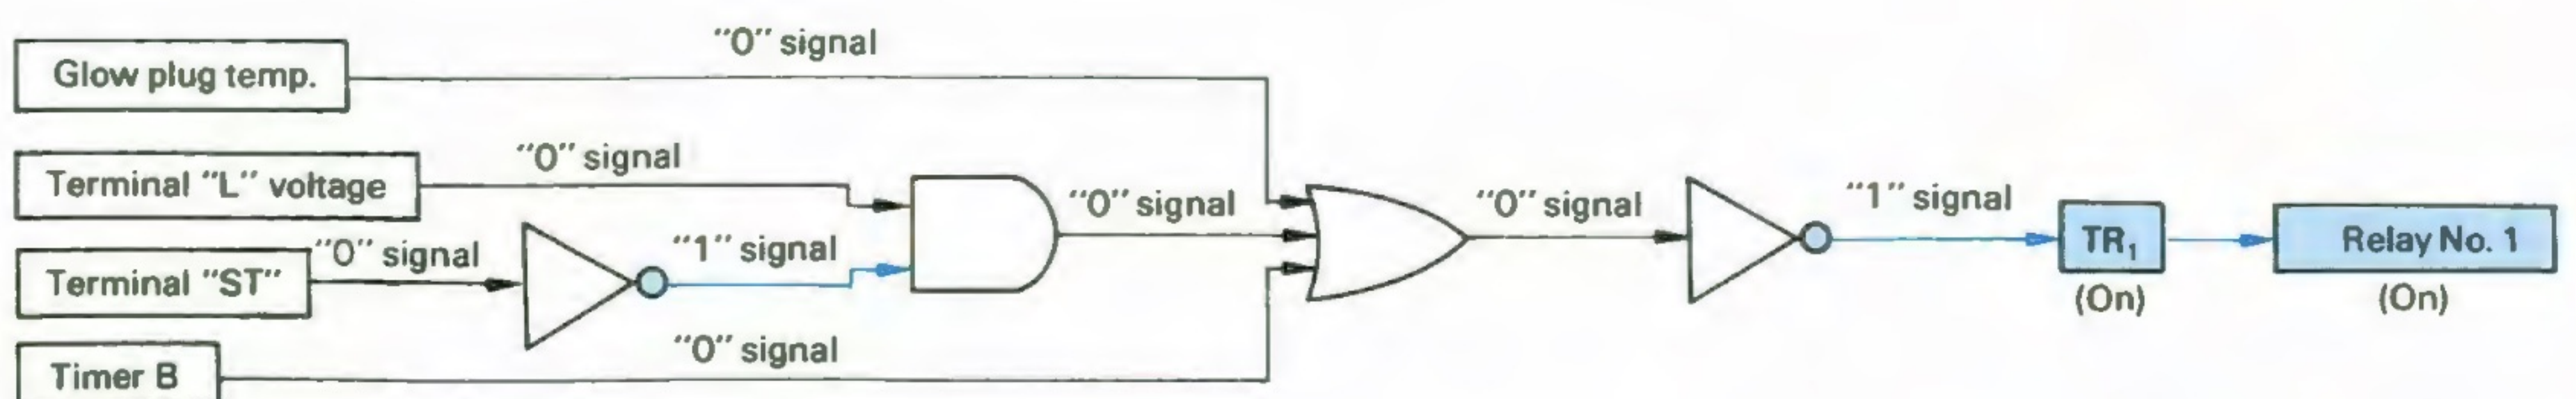 "0" signal
Glow plug temp.
"0" signal
Terminal "L" voltage
"0" signal
"0" signal
"1" signal
"0" signal
"1" signal
Terminal "ST"
TR₁
Relay No. 1
(On)
(On)
"0" signal
Timer B